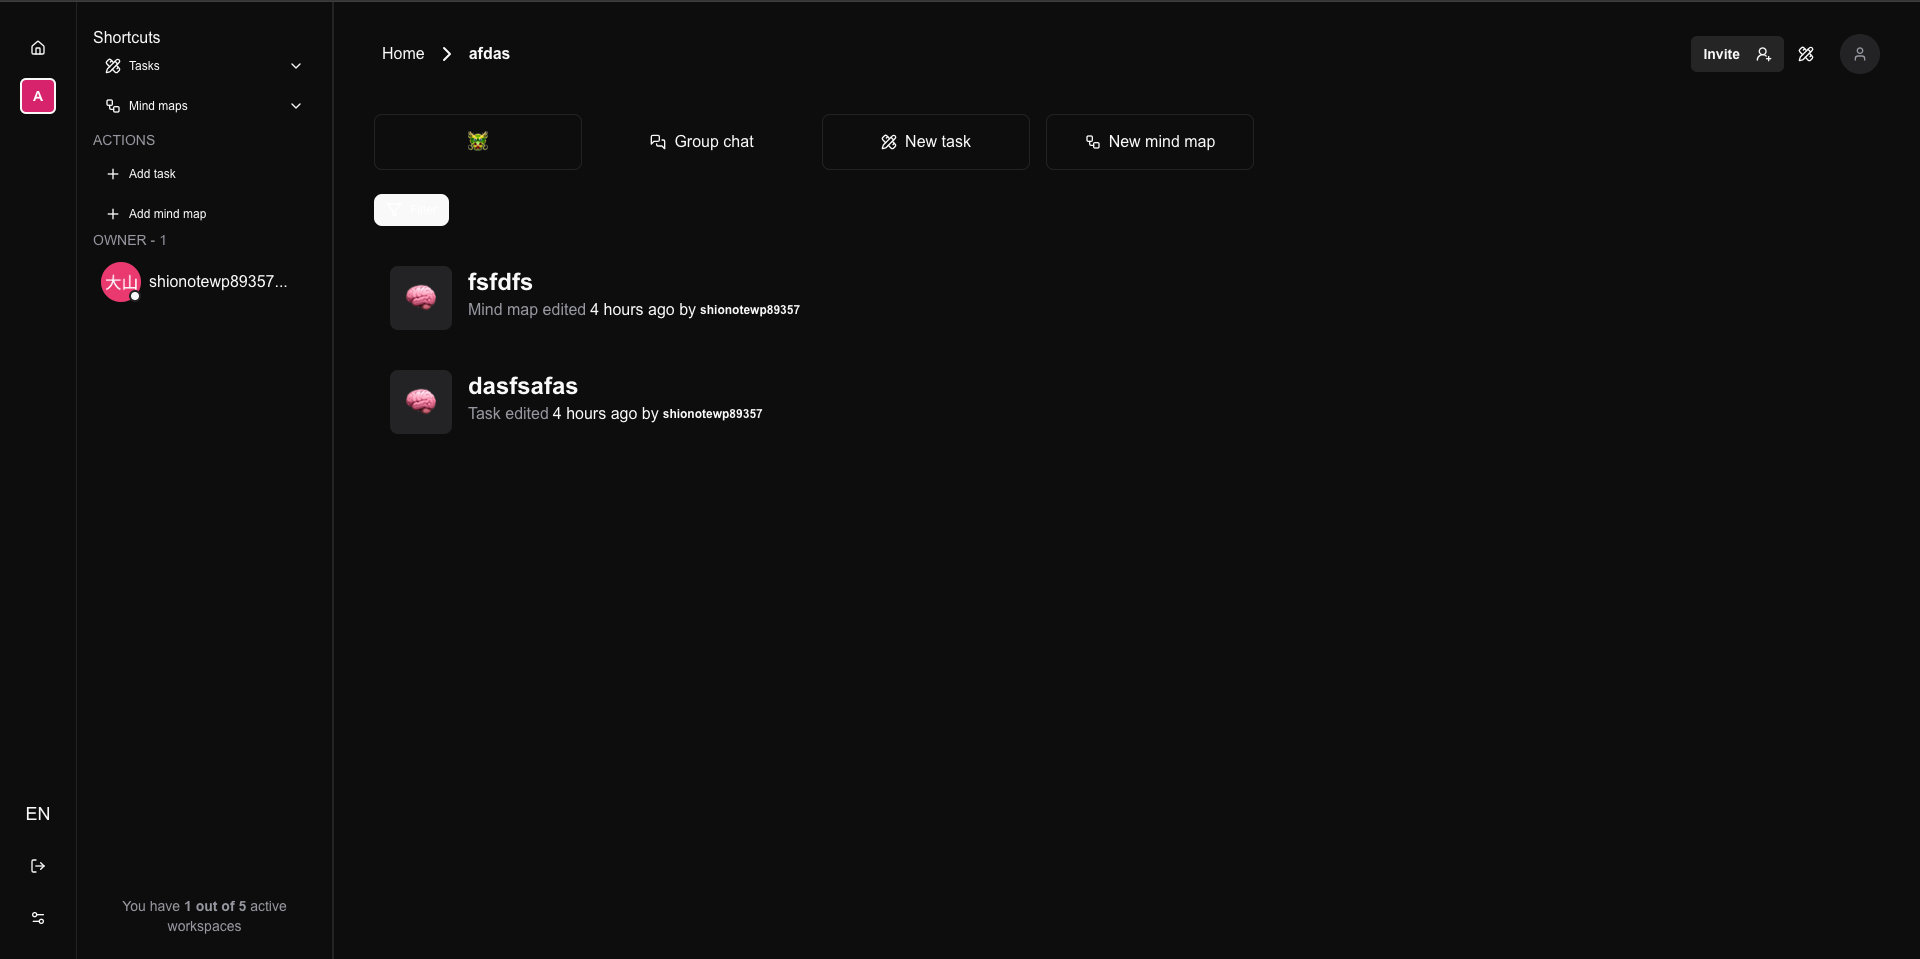 Shortcuts
Tasks
Mind maps
ACTIONS
Add task
Add mind map
OWNER - 1
大山
shionotewp89357...
A
EN
You have 1 out of 5 active
workspaces
Home
afdas
Invite
Group chat
New task
New mind map
fsfdfs
Mind map edited 4 hours ago by shionotewp89357
dasfsafas
Task edited 4 hours ago by shionotewp89357